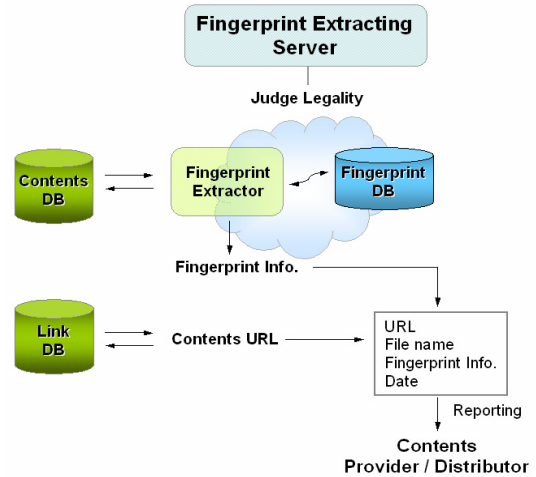 Fingerprint Extracting
Server
Judge Legality
Contents
DB
Fingerprint
Extractor
Fingerprint
DB
Fingerprint Info.
Link
DB
Contents URL
URL
File name
Fingerprint Info.
Date
Reporting
Contents
Provider / Distributor